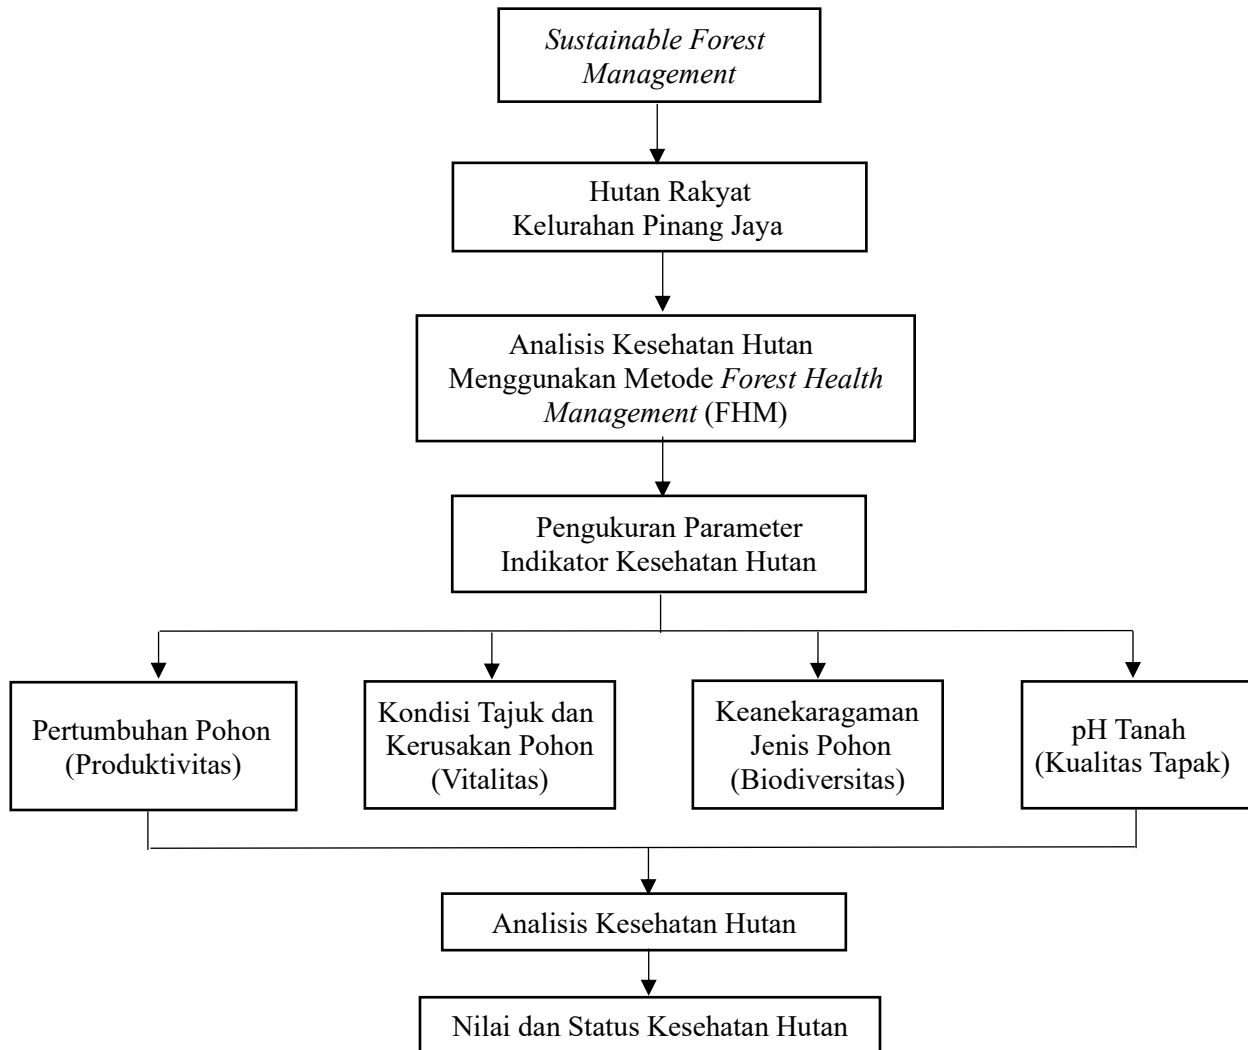 Sustainable Forest
Management
Hutan Rakyat
Kelurahan Pinang Jaya
Analisis Kesehatan Hutan
Menggunakan Metode Forest Health
Management (FHM)
Pengukuran Parameter
Indikator Kesehatan Hutan
Pertumbuhan Pohon
(Produktivitas)
Kondisi Tajuk dan
Kerusakan Pohon
(Vitalitas)
Keanekaragaman
Jenis Pohon
(Biodiversitas)
pH Tanah
(Kualitas Tapak)
Analisis Kesehatan Hutan
Nilai dan Status Kesehatan Hutan